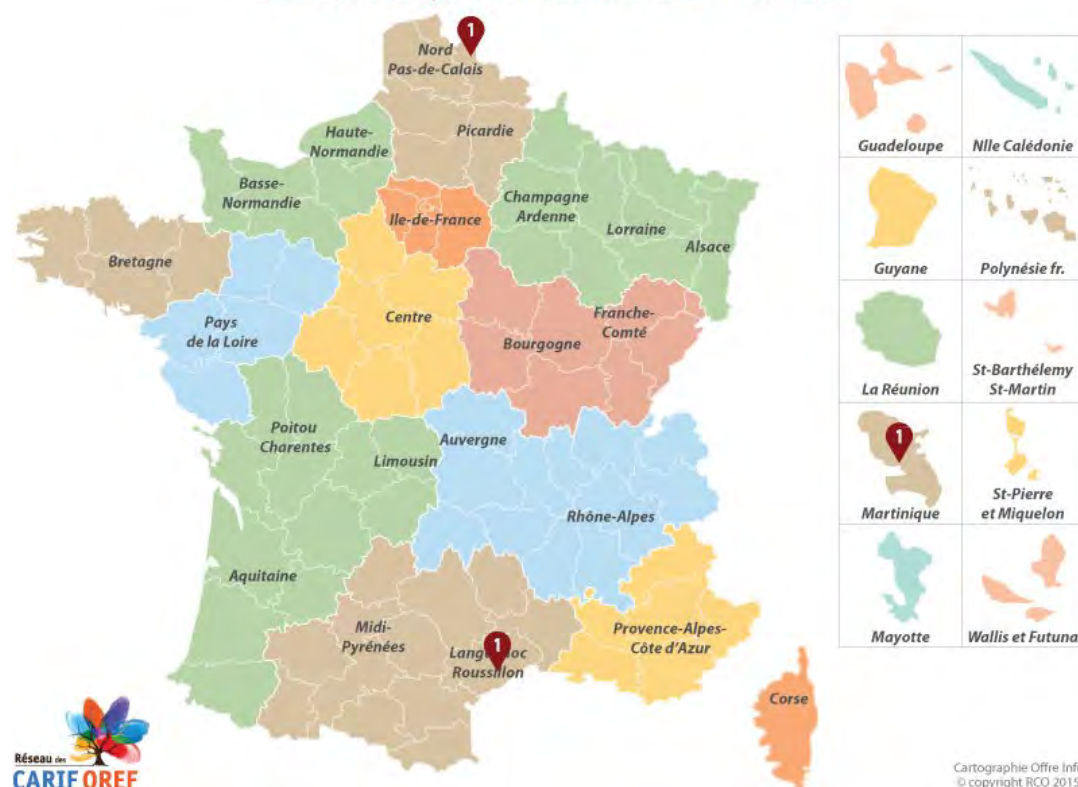 1
Nord
Pas-de-Calais
Picardie
Haute-
Normandie
Basse-
Normandie
Ile-de-France
Champagne
Ardenne
Lorraine
Alsace
Bretagne
Pays
de la Loire
Centre
Bourgogne
Franche-
Comté
Poitou
Charentes
Limousin
Auvergne
Rhône-Alpes
Aquitaine
Midi-
Pyrénées
1
Roussillon
Provence-Alpes-
Côte d'Azur
Corse
Guadeloupe
Nlle Calédonie
Guyane
Polynésie fr.
La Réunion
St-Barthélemy
St-Martin
1
Martinique
St-Pierre
et Miquelon
Mayotte
Wallis et Futuna
Réseau des
CARIF OREF
Cartographie Offre Info
© copyright RCO 2015